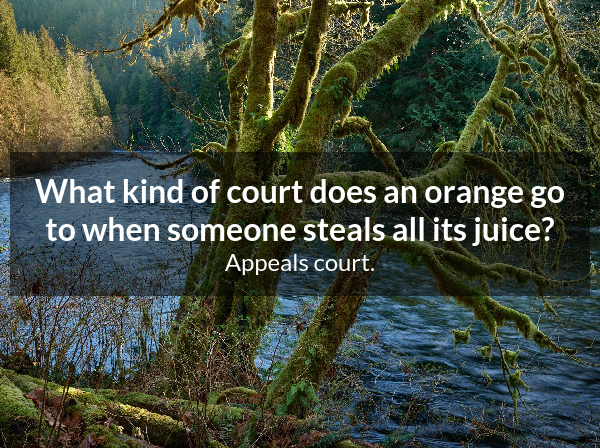 What kind of court does an orange go
to when someone steals all its juice?
Appeals court.